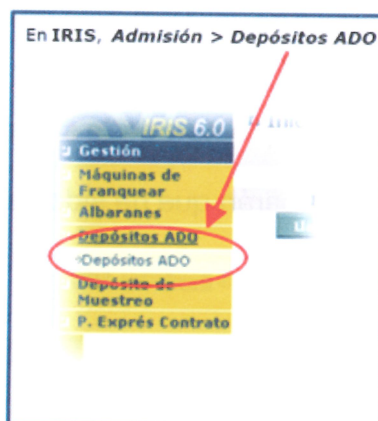 En IRIS, Admisión > Depósitos ADO
IRIS 6.0
Gestión
Máquinas de
Franquear
Albaranes
Depósitos ADO
Depósitos ADO
Depósito de
Muestreo
P. Exprés Contrato